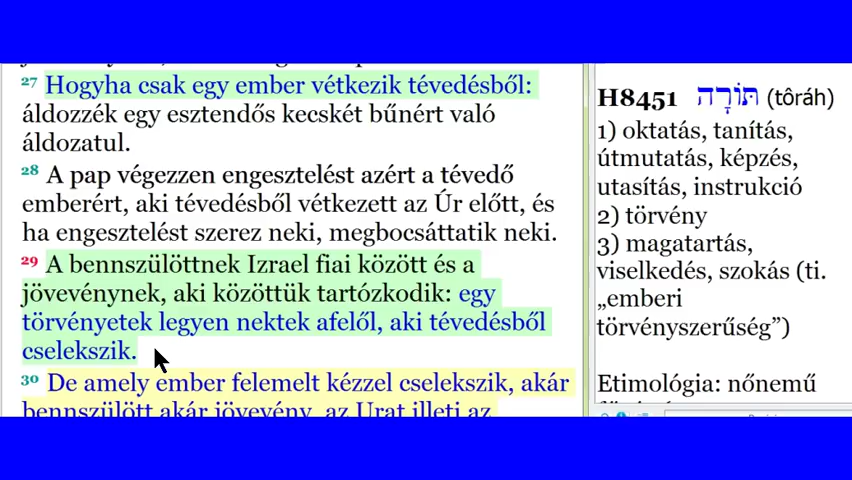 27 Hogyha csak egy ember vétkezik tévedésből:
áldozzék egy esztendős kecskét bűnért való
áldozatul.
28 A pap végezzen engesztelést azért a tévedő
emberért, aki tévedésből vétkezett az Úr előtt, és
ha engesztelést szerez neki, megbocsáttatik neki.
29 A bennszülöttnek Izrael fiai között és a
jövevénynek, aki közöttük tartózkodik: egy
törvényetek legyen nektek afelől, aki tévedésből
cselekszik.
30 De amely ember felemelt kézzel cselekszik, akár
bennszülött akár jövevény, az Urat illeti az
H8451 תּוֹרָה (tôráh)
1) oktatás, tanítás,
útmutatás, képzés,
utasítás, instrukció
2) törvény
3) magatartás,
viselkedés, szokás (ti.
„emberi
törvényszerűség”)
Etimológia: nőnemű